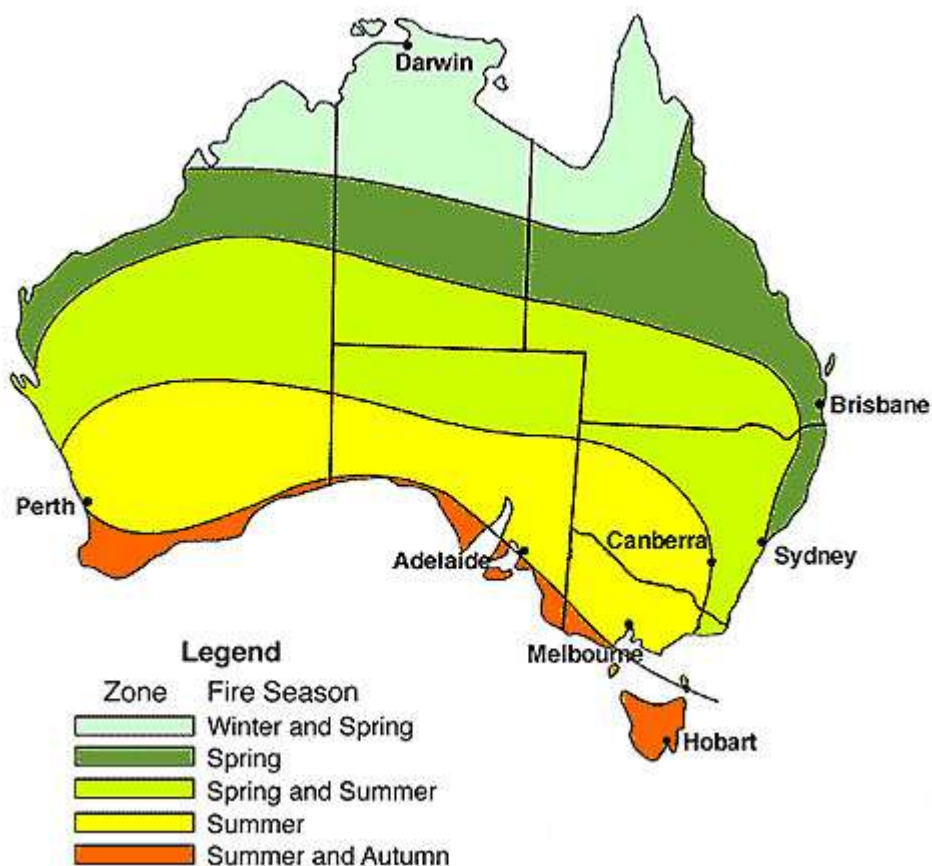 Darwin
Brisbane
Perth
Canberra
Adelaide
Sydney
Melbourne
Legend
Zone Fire Season
Winter and Spring
Hobart
Spring
Spring and Summer
Summer
Summer and Autumn